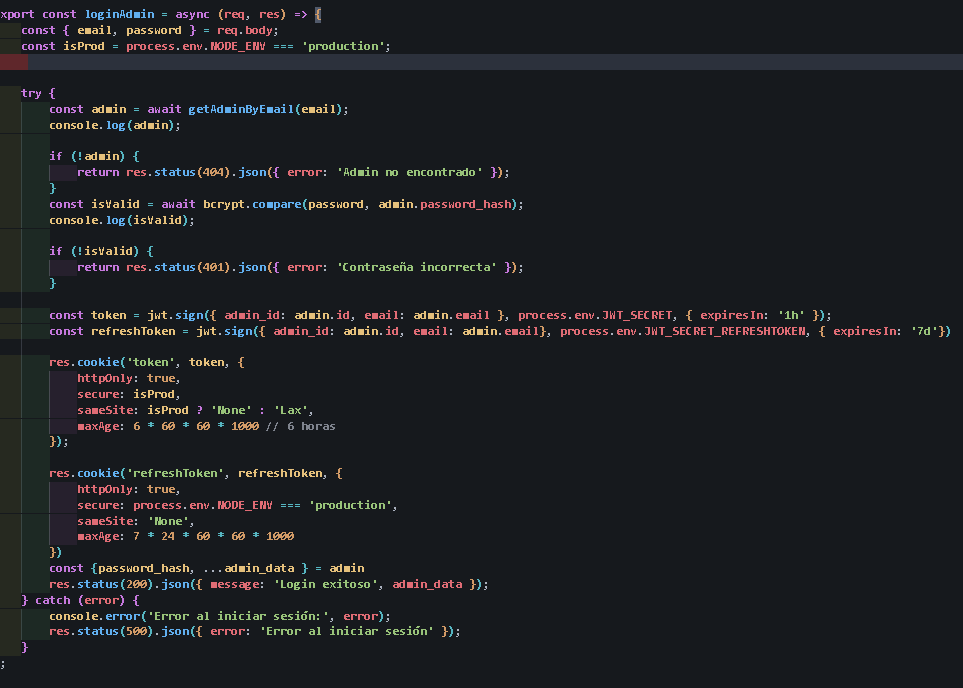 xport const loginAdmin = async (req, res) => {
const { email, password } = req.body;
const isProd = process.env.NODE_ENV === 'production';
try {
const admin = await getAdminByEmail(email);
console.log(admin);
if (!admin) {
return res.status(404).json({ error: 'Admin no encontrado' });
}
const isValid = await bcrypt.compare(password, admin.password_hash);
console.log(isValid);
if (!isValid) {
return res.status(401).json({ error: 'Contraseña incorrecta' });
}
const token = jwt.sign({ admin_id: admin.id, email: admin.email }, process.env.JWT_SECRET, { expiresIn: '1h' });
const refreshToken = jwt.sign({ admin_id: admin.id, email: admin.email}, process.env.JWT_SECRET_REFRESHTOKEN, { expiresIn: '7d'})
res.cookie('token', token, {
httpOnly: true,
secure: isProd,
sameSite: isProd ? 'None' : 'Lax',
maxAge: 6 * 60 * 60 * 1000 // 6 horas
});
res.cookie('refreshToken', refreshToken, {
httpOnly: true,
secure: process.env.NODE_ENV === 'production',
sameSite: 'None',
maxAge: 7 * 24 * 60 * 60 * 1000
})
const {password_hash, ...admin_data } = admin
res.status(200).json({ message: 'Login exitoso', admin_data });
} catch (error) {
console.error('Error al iniciar sesión:', error);
res.status(500).json({ error: 'Error al iniciar sesión' });
}
;